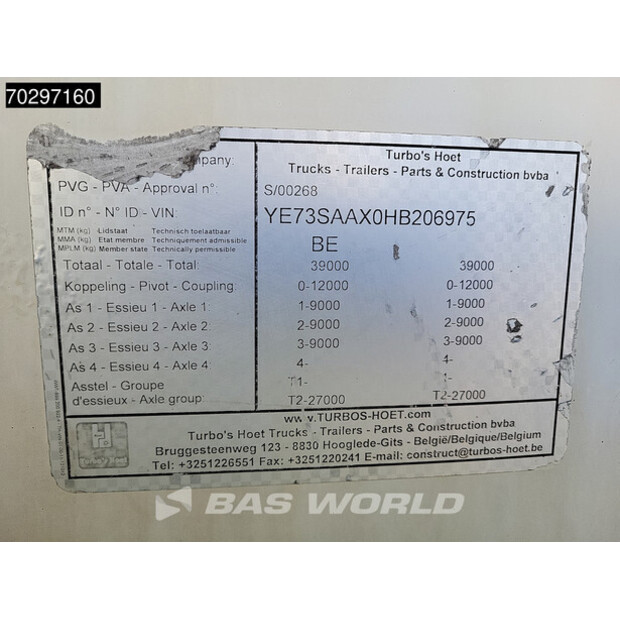 70297160
mpany: Turbo's Hoet
Trucks - Trailers - Parts & Construction bvba
PVG - PVA - Approval n°: S/00268
ID n° - N° ID - VIN: YE73SAAX0HB206975
MTM (kg) Lidstaat Technisch toelaatbaar
MMA (kg) Etat membre Techniquement admissible BE
MPLM (kg) Member state Technically permissible
Totaal - Totale - Total: 39000 39000
Koppeling - Pivot - Coupling: 0-12000 0-12000
As 1 - Essieu 1 - Axle 1: 1-9000 1-9000
As 2 - Essieu 2 - Axle 2: 2-9000 2-9000
As 3 - Essieu 3 - Axle 3: 3-9000 3-9000
As 4 - Essieu 4 - Axle 4: 4- 4-
Asstel - Groupe T1- 1-
d'essieux - Axle group: T2-27000 T2-27000
www.TURBOS-HOET.com
Turbo's Hoet Trucks - Trailers - Parts & Construction bvba
Bruggesteenweg 123 - 8830 Hooglede-Gits - België/Belgique/Belgium
Tel: +3251226551 Fax: +3251220241 E-mail: construct@turbos-hoet.be
BAS WORLD